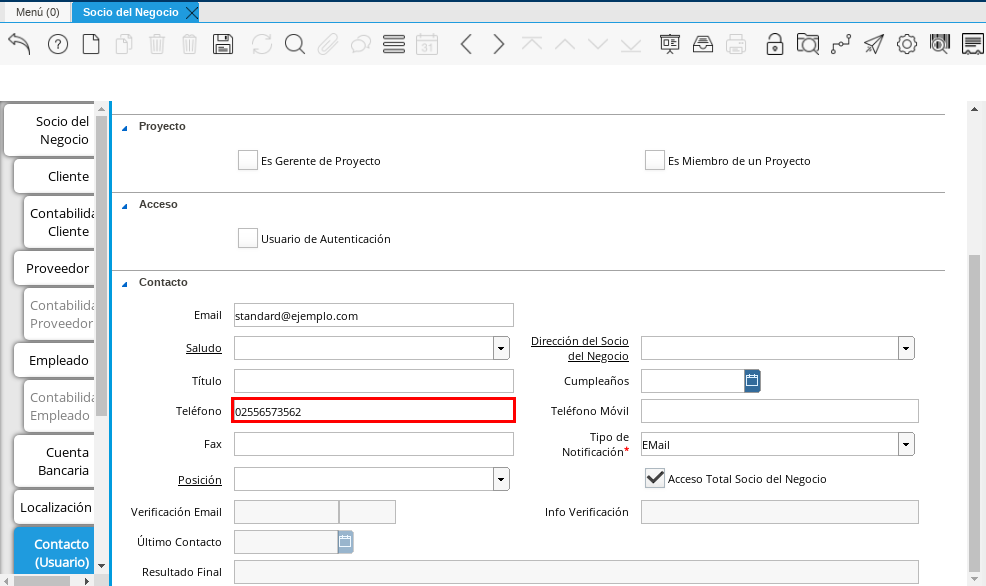 Menú (0)
Socio del Negocio
31
Socio del
Negocio
Cliente
Contabilida
Cliente
Proveedor
Contabilida
Proveedor
Empleado
Contabilida
Empleado
Cuenta
Bancaria
Localización
Contacto
(Usuario)
Proyecto
Es Gerente de Proyecto
Es Miembro de un Proyecto
Acceso
Usuario de Autenticación
Contacto
Email standard@ejemplo.com
Saludo
Dirección del Socio
del Negocio
Título
Cumpleaños
Teléfono 02556573562
Teléfono Móvil
Fax
Tipo de
Notificación* EMail
Posición
Acceso Total Socio del Negocio
Verificación Email
Info Verificación
Último Contacto
Resultado Final